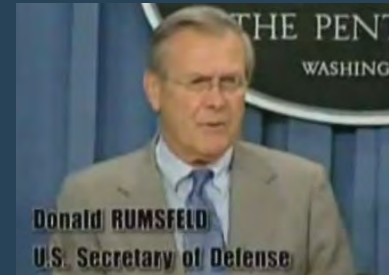 THE PENT
WASHING
Donald RUMSFELD
U.S. Secretary of Defense